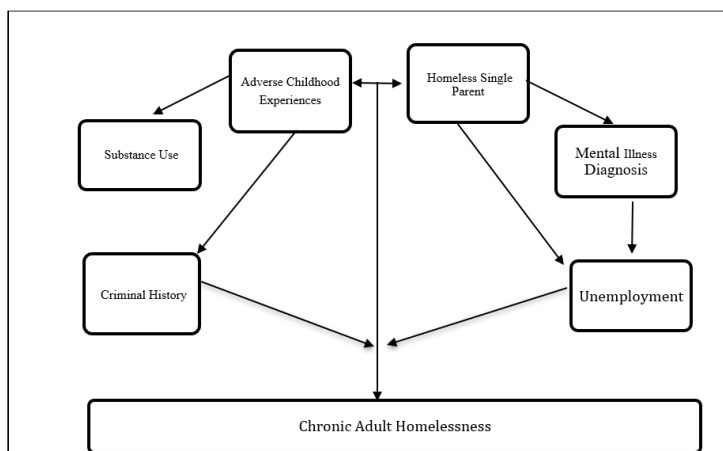 Adverse Childhood
Experiences
Homeless Single
Parent
Substance Use
Mental Illness
Diagnosis
Criminal History
Unemployment
Chronic Adult Homelessness